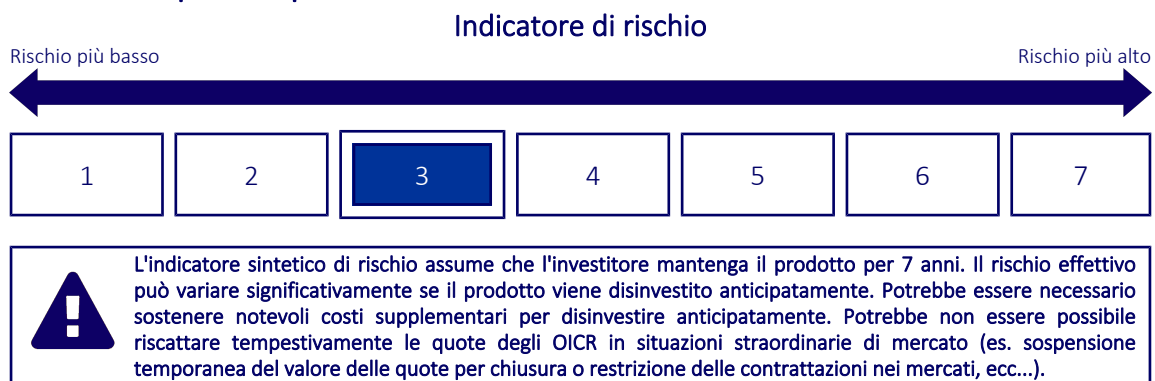 Indicatore di rischio
Rischio più basso
Rischio più alto
1
2
3
4
5
6
7
L'indicatore sintetico di rischio assume che l'investitore mantenga il prodotto per 7 anni. Il rischio effettivo
può variare significativamente se il prodotto viene disinvestito anticipatamente. Potrebbe essere necessario
sostenere notevoli costi supplementari per disinvestire anticipatamente. Potrebbe non essere possibile
riscattare tempestivamente le quote degli OICR in situazioni straordinarie di mercato (es. sospensione
temporanea del valore delle quote per chiusura o restrizione delle contrattazioni nei mercati, ecc...).